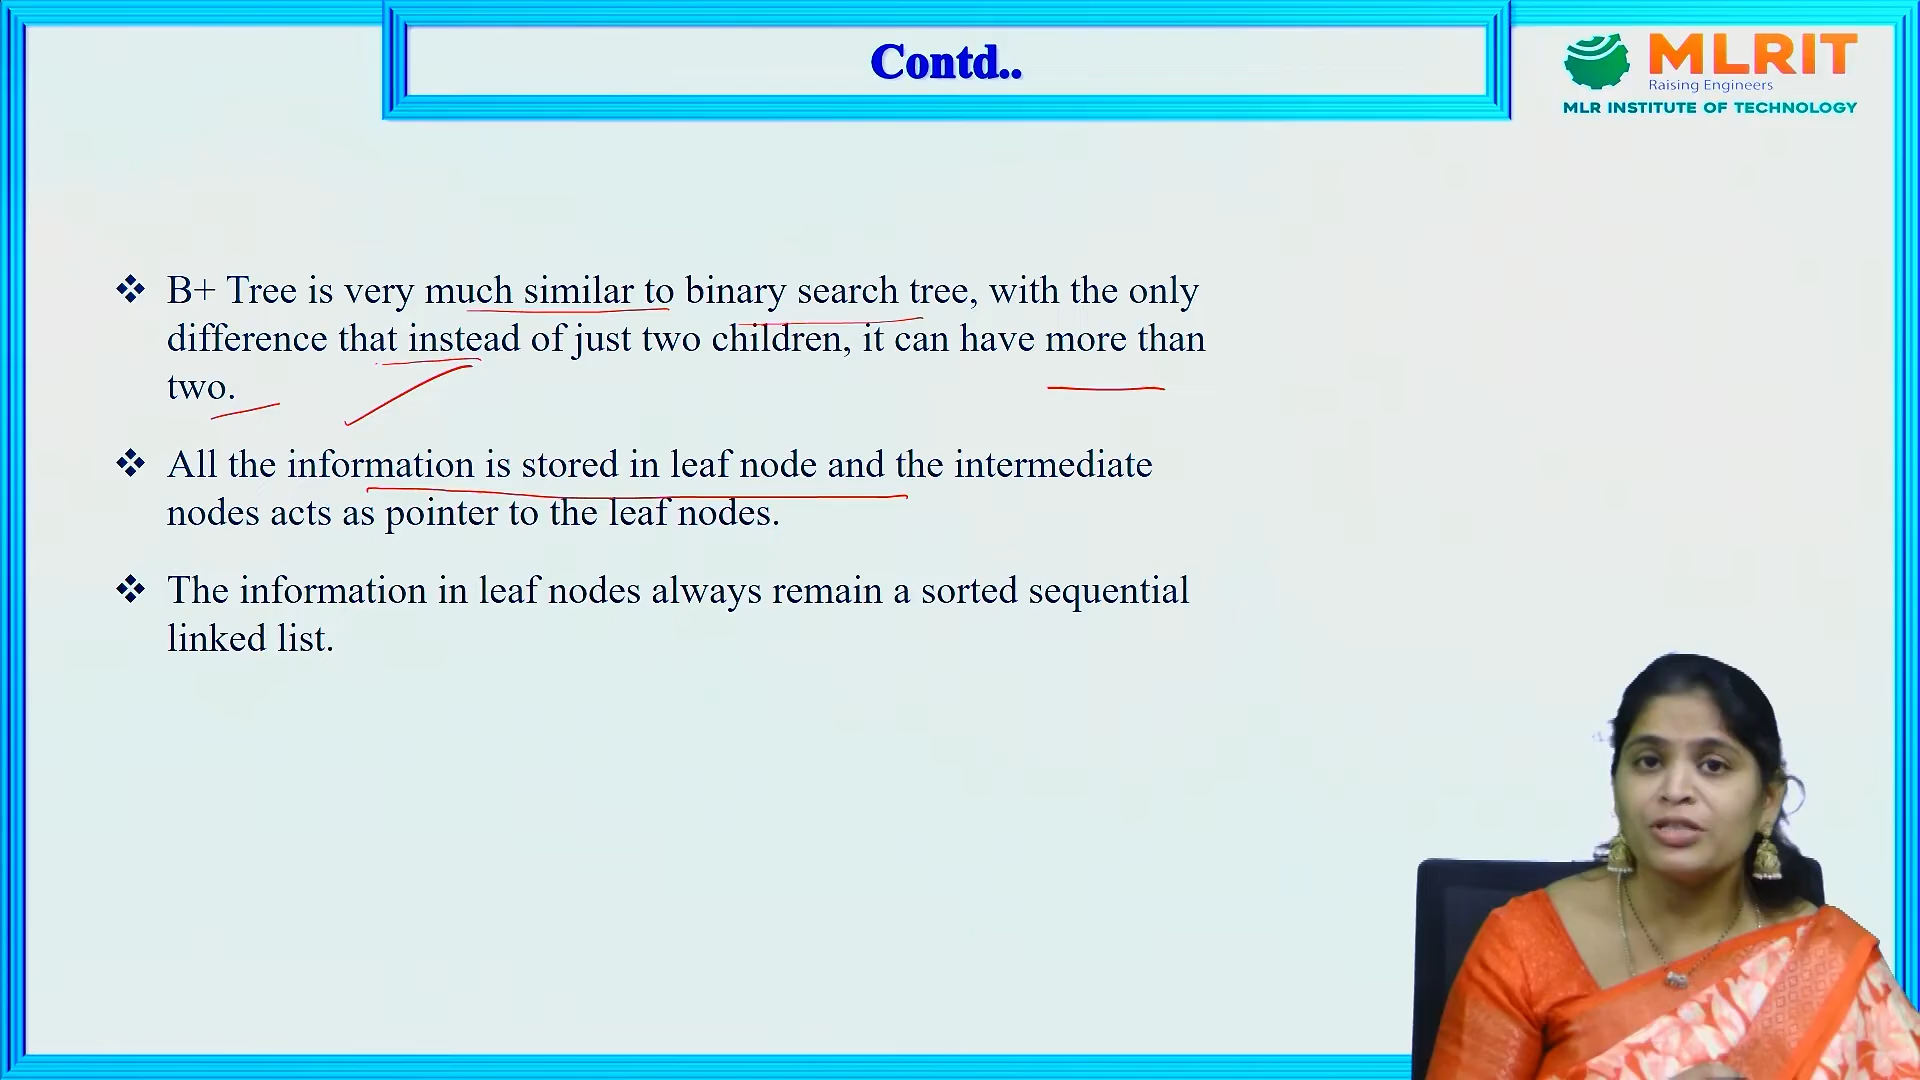 Contd..
MLRIT
Raising Engineers
MLR INSTITUTE OF TECHNOLOGY
❖ B+ Tree is very much similar to binary search tree, with the only
difference that instead of just two children, it can have more than
two.
❖ All the information is stored in leaf node and the intermediate
nodes acts as pointer to the leaf nodes.
❖ The information in leaf nodes always remain a sorted sequential
linked list.